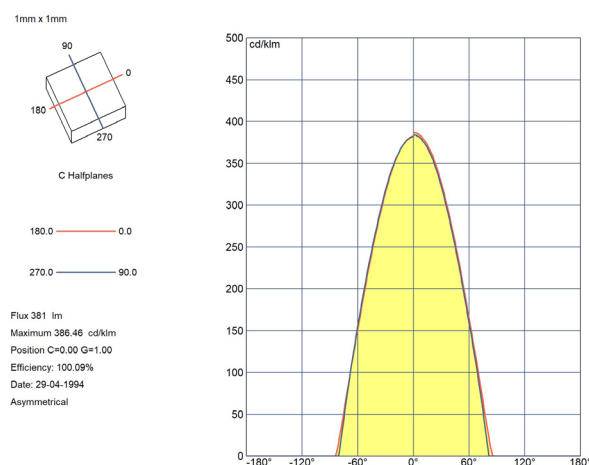 1mm x 1mm
90
0
180
270
C Halfplanes
180.0 0.0
270.0 90.0
Flux 381 lm
Maximum 386.46 cd/klm
Position C=0.00 G=1.00
Efficiency: 100.09%
Date: 29-04-1994
Asymmetrical
cd/klm
500
450
400
350
300
250
200
150
100
50
0
-180° -120° -60° 0° 60° 120° 180°